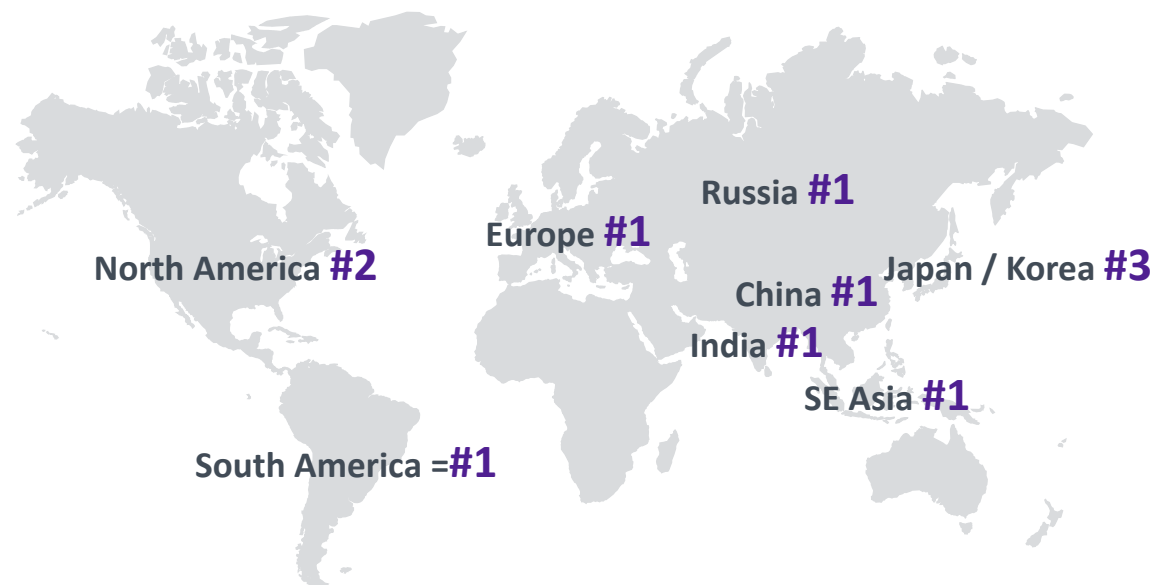 Russia #1
Europe #1
North America #2
Japan / Korea #3
China #1
India #1
SE Asia #1
South America =#1